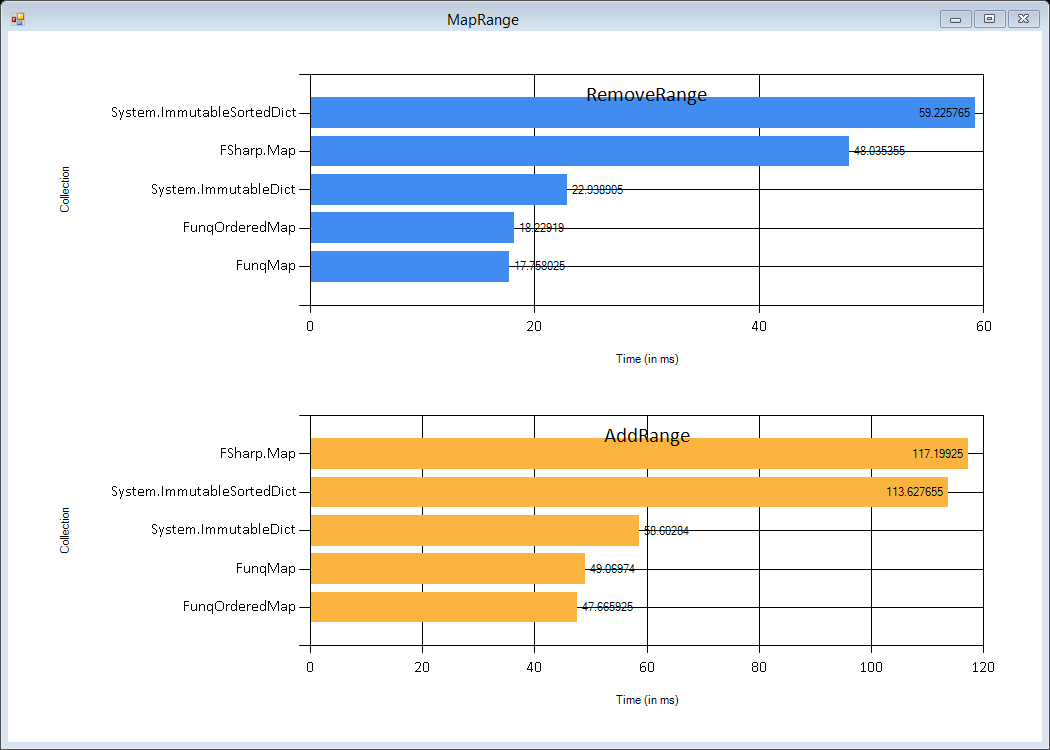 MapRange
RemoveRange
Collection
System.ImmutableSortedDict 59.225765
FSharp.Map 48.035355
System.ImmutableDict 22.938905
FunqOrderedMap 18.22919
FunqMap 17.758025
0 20 40 60
Time (in ms)
AddRange
Collection
FSharp.Map 117.19925
System.ImmutableSortedDict 113.627655
System.ImmutableDict 58.60284
FunqMap 49.06974
FunqOrderedMap 47.665925
0 20 40 60 80 100 120
Time (in ms)